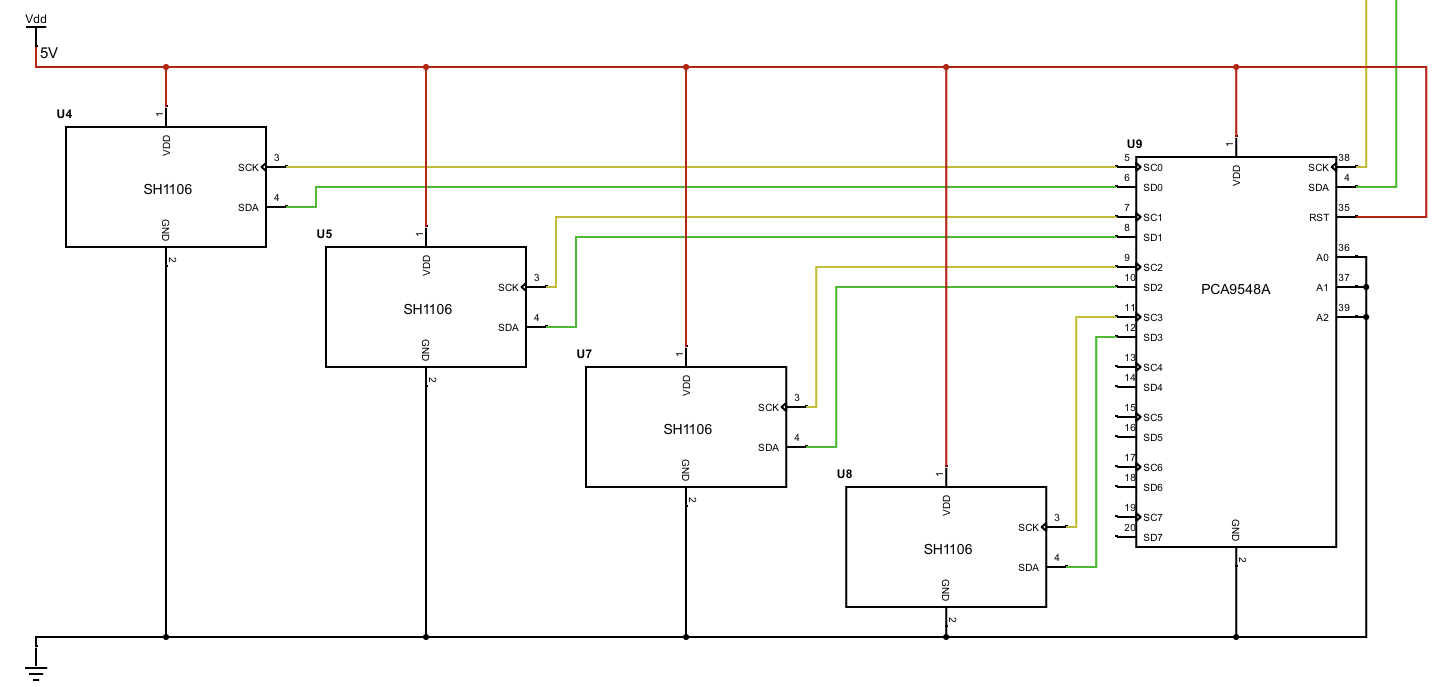 Vdd
5V
U4
1
VDD
SCK
3
SH1106
SDA
4
GND
2
U5
1
VDD
SCK
3
SH1106
SDA
4
GND
2
U7
1
VDD
SCK
3
SH1106
SDA
4
GND
2
U8
1
VDD
SCK
3
SH1106
SDA
4
GND
2
U9
1
VDD
5 SC0
6 SD0
7 SC1
8 SD1
9 SC2
10 SD2
11 SC3
12 SD3
13 SC4
14 SD4
15 SC5
16 SD5
17 SC6
18 SD6
19 SC7
20 SD7
PCA9548A
SCK 38
SDA 4
RST 35
A0 36
A1 37
A2 39
GND
2